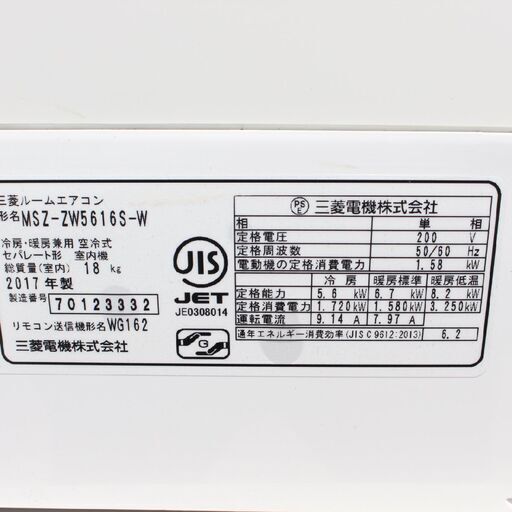 三菱ルームエアコン
形名 MSZ-ZW5616S-W
冷房・暖房兼用 空冷式
セパレート形 室内機
総質量(室内) 18 kg
2017 年製
製造番号 70123332
リモコン送信機形名 WG162
三菱電機株式会社
JIS
JET
JE0308014
PS
E
三菱電機株式会社
相 単 相
定格電圧 200 V
定格周波数 50/60 Hz
電動機の定格消費電力 1.58 kW
冷 房 暖房標準 暖房低温
定格能力 5.6 kW 6.7 kW 8.2 kW
定格消費電力 1.720 kW 1.580 kW 3.250 kW
運転電流 9.14 A 7.97 A
通年エネルギー消費効率(JIS C 9612:2013) 6.2